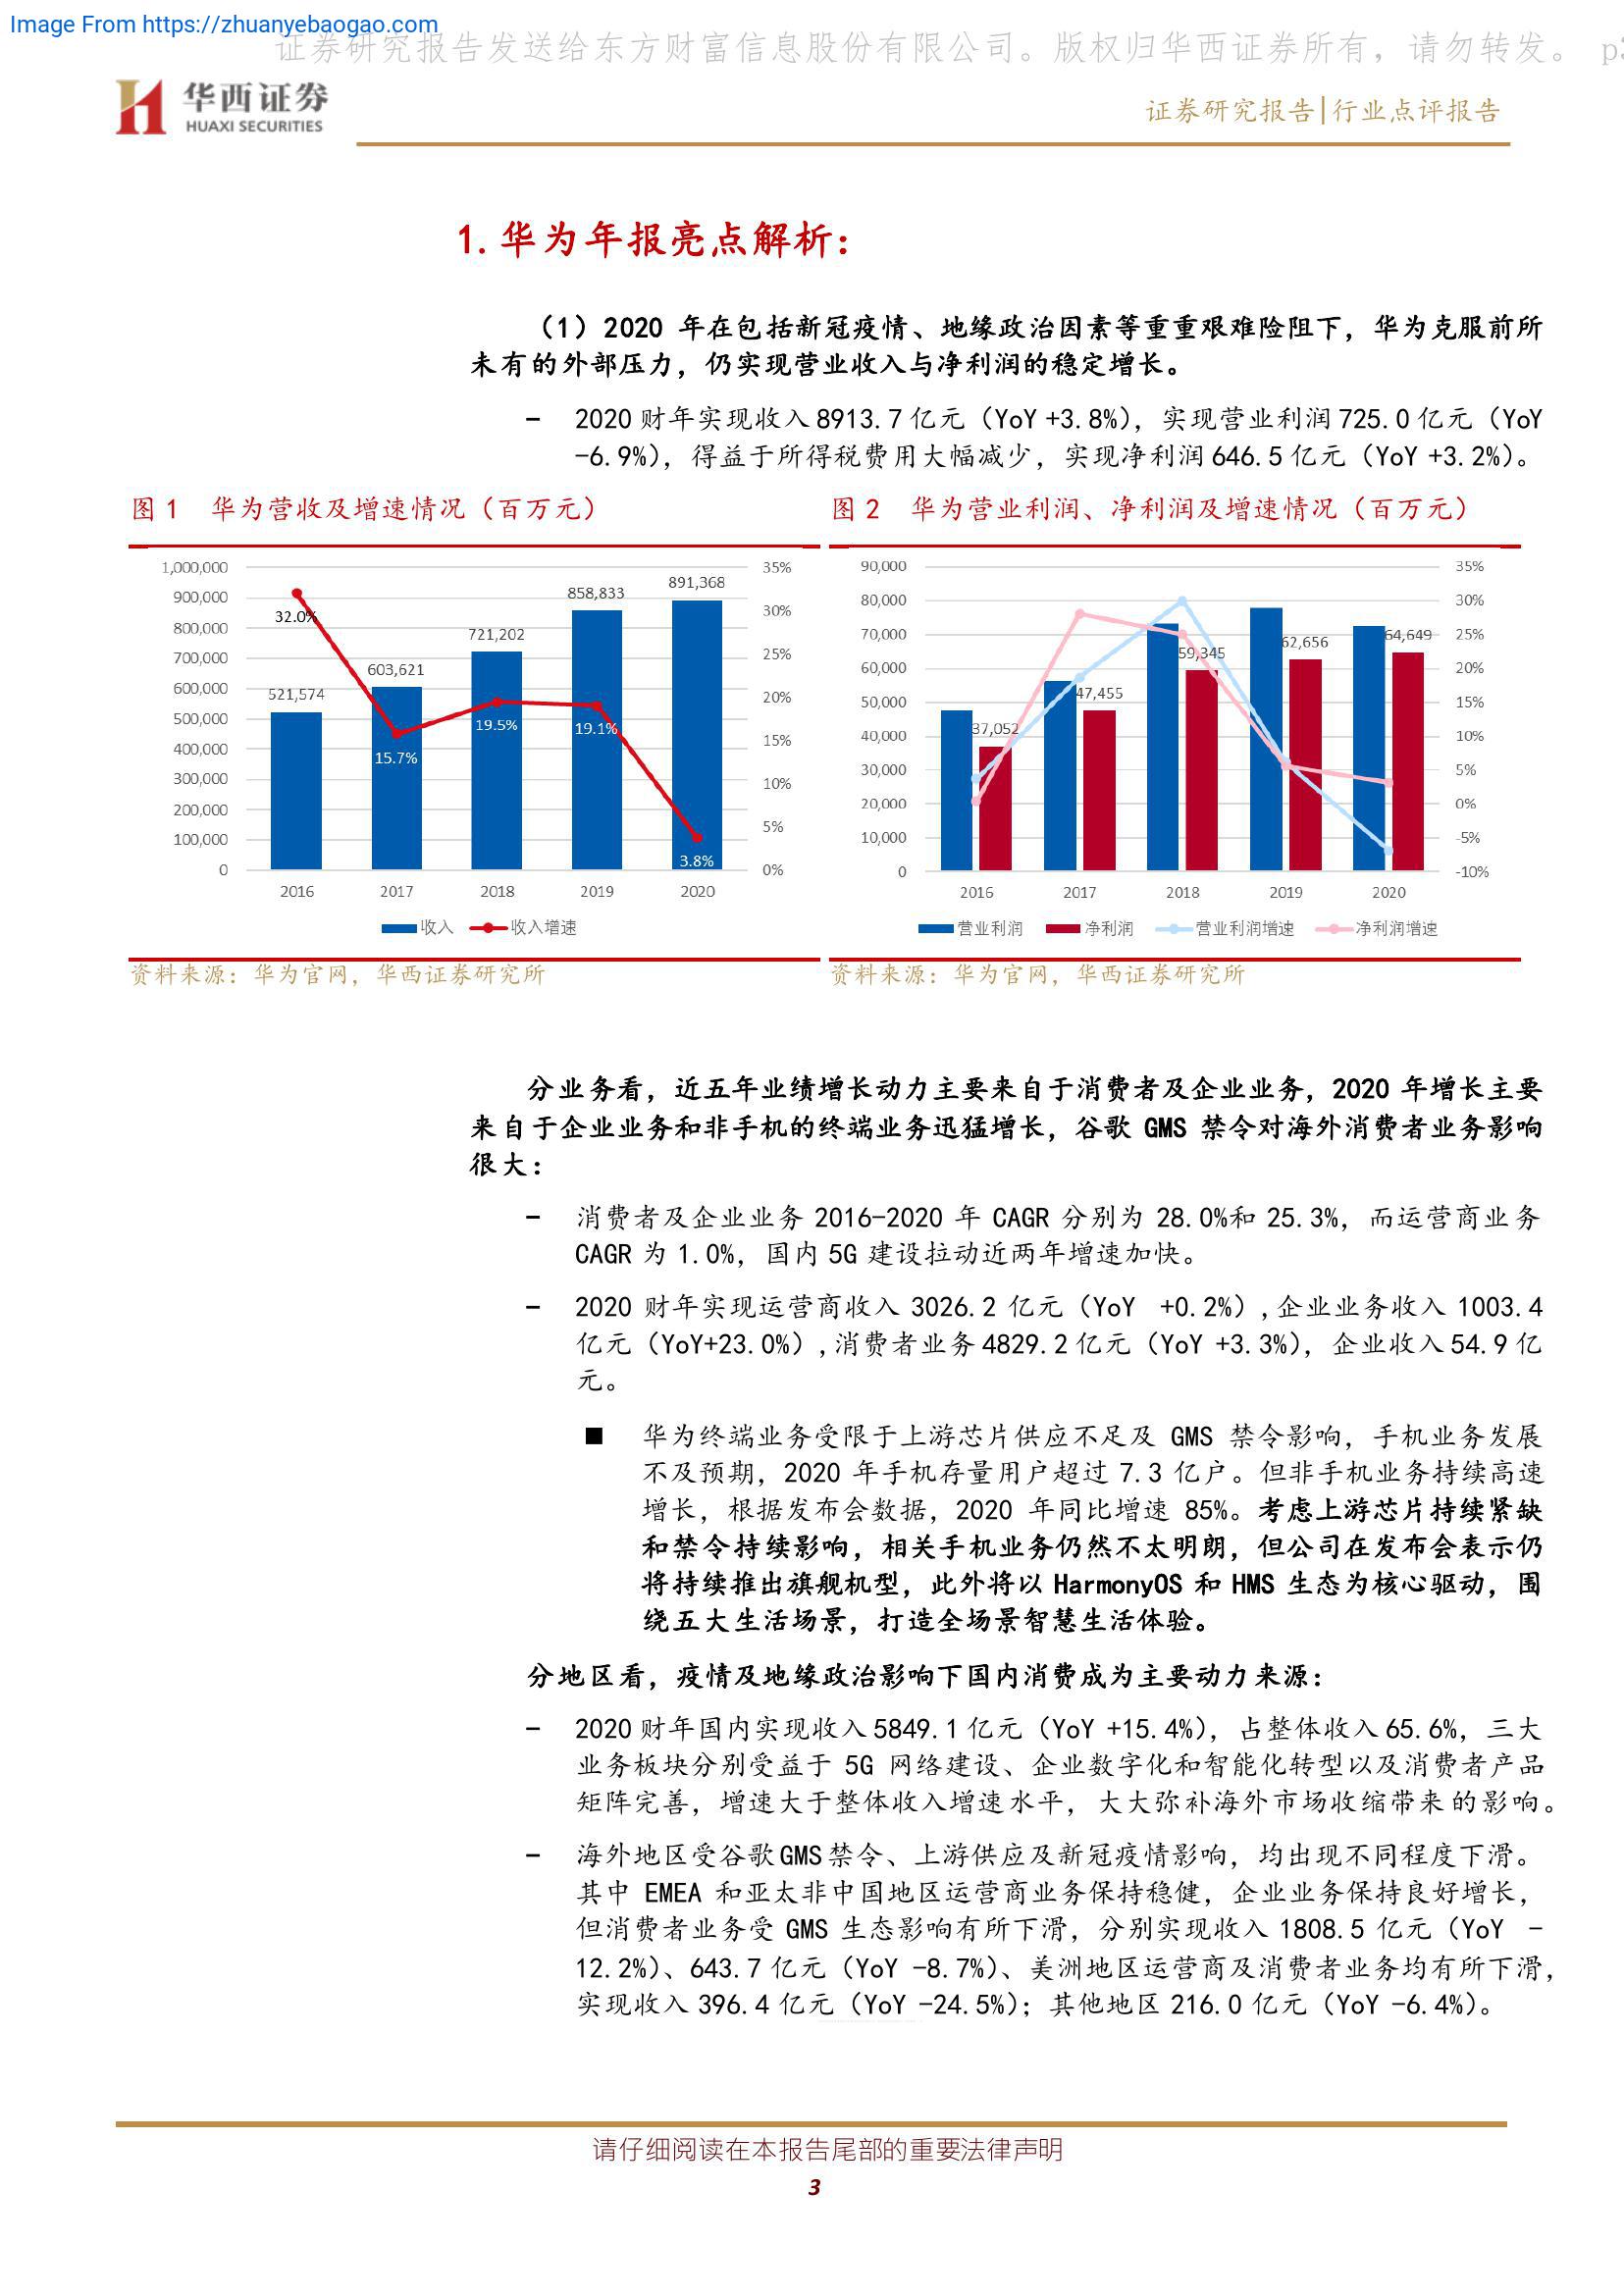 Image From https://zhuanyebaogao.com
证券研究报告发送给东方财富信息股份有限公司。版权归华西证券所有，请勿转发。 p3
华西证券
HUAXI SECURITIES
证券研究报告|行业点评报告
1.华为年报亮点解析：
（1）2020 年在包括新冠疫情、地缘政治因素等重重艰难险阻下，华为克服前所
未有的外部压力，仍实现营业收入与净利润的稳定增长。
– 2020 财年实现收入 8913.7 亿元（YoY +3.8%），实现营业利润 725.0 亿元（YoY
-6.9%），得益于所得税费用大幅减少，实现净利润 646.5 亿元（YoY +3.2%）。
图 1 华为营收及增速情况（百万元）
1,000,000
900,000
800,000
700,000
600,000
500,000
400,000
300,000
200,000
100,000
0
35%
30%
25%
20%
15%
10%
5%
0%
521,574
603,621
721,202
858,833
891,368
32.0%
15.7%
19.5%
19.1%
3.8%
2016 2017 2018 2019 2020
收入 收入增速
资料来源：华为官网，华西证券研究所
图 2 华为营业利润、净利润及增速情况（百万元）
90,000
80,000
70,000
60,000
50,000
40,000
30,000
20,000
10,000
0
35%
30%
25%
20%
15%
10%
5%
0%
-5%
-10%
37,052
47,455
59,345
62,656
64,649
2016 2017 2018 2019 2020
营业利润 净利润 营业利润增速 净利润增速
资料来源：华为官网，华西证券研究所
分业务看，近五年业绩增长动力主要来自于消费者及企业业务，2020 年增长主要
来自于企业业务和非手机的终端业务迅猛增长，谷歌 GMS 禁令对海外消费者业务影响
很大：
– 消费者及企业业务 2016-2020 年 CAGR 分别为 28.0%和 25.3%，而运营商业务
CAGR 为 1.0%，国内 5G 建设拉动近两年增速加快。
– 2020 财年实现运营商收入 3026.2 亿元（YoY +0.2%）,企业业务收入 1003.4
亿元（YoY+23.0%）,消费者业务 4829.2 亿元（YoY +3.3%），企业收入 54.9 亿
元。
■ 华为终端业务受限于上游芯片供应不足及 GMS 禁令影响，手机业务发展
不及预期，2020 年手机存量用户超过 7.3 亿户。但非手机业务持续高速
增长，根据发布会数据，2020 年同比增速 85%。考虑上游芯片持续紧缺
和禁令持续影响，相关手机业务仍然不太明朗，但公司在发布会表示仍
将持续推出旗舰机型，此外将以 HarmonyOS 和 HMS 生态为核心驱动，围
绕五大生活场景，打造全场景智慧生活体验。
分地区看，疫情及地缘政治影响下国内消费成为主要动力来源：
– 2020 财年国内实现收入 5849.1 亿元（YoY +15.4%），占整体收入 65.6%，三大
业务板块分别受益于 5G 网络建设、企业数字化和智能化转型以及消费者产品
矩阵完善，增速大于整体收入增速水平，大大弥补海外市场收缩带来的影响。
– 海外地区受谷歌 GMS 禁令、上游供应及新冠疫情影响，均出现不同程度下滑。
其中 EMEA 和亚太非中国地区运营商业务保持稳健，企业业务保持良好增长，
但消费者业务受 GMS 生态影响有所下滑，分别实现收入 1808.5 亿元（YoY -
12.2%）、643.7 亿元（YoY -8.7%）、美洲地区运营商及消费者业务均有所下滑，
实现收入 396.4 亿元（YoY -24.5%）；其他地区 216.0 亿元（YoY -6.4%）。
请仔细阅读在本报告尾部的重要法律声明
3